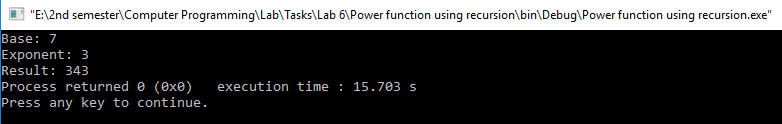 "E:\2nd semester\Computer Programming\Lab\Tasks\Lab 6\Power function using recursion\bin\Debug\Power function using recursion.exe"
Base: 7
Exponent: 3
Result: 343
Process returned 0 (0x0)   execution time : 15.703 s
Press any key to continue.